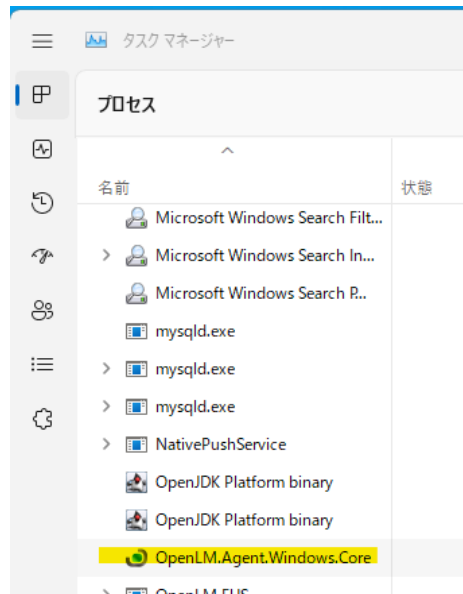 タスク マネージャー
プロセス
名前
状態
Microsoft Windows Search Filt...
Microsoft Windows Search In...
Microsoft Windows Search P...
mysqld.exe
mysqld.exe
mysqld.exe
NativePushService
OpenJDK Platform binary
OpenJDK Platform binary
OpenLM.Agent.Windows.Core